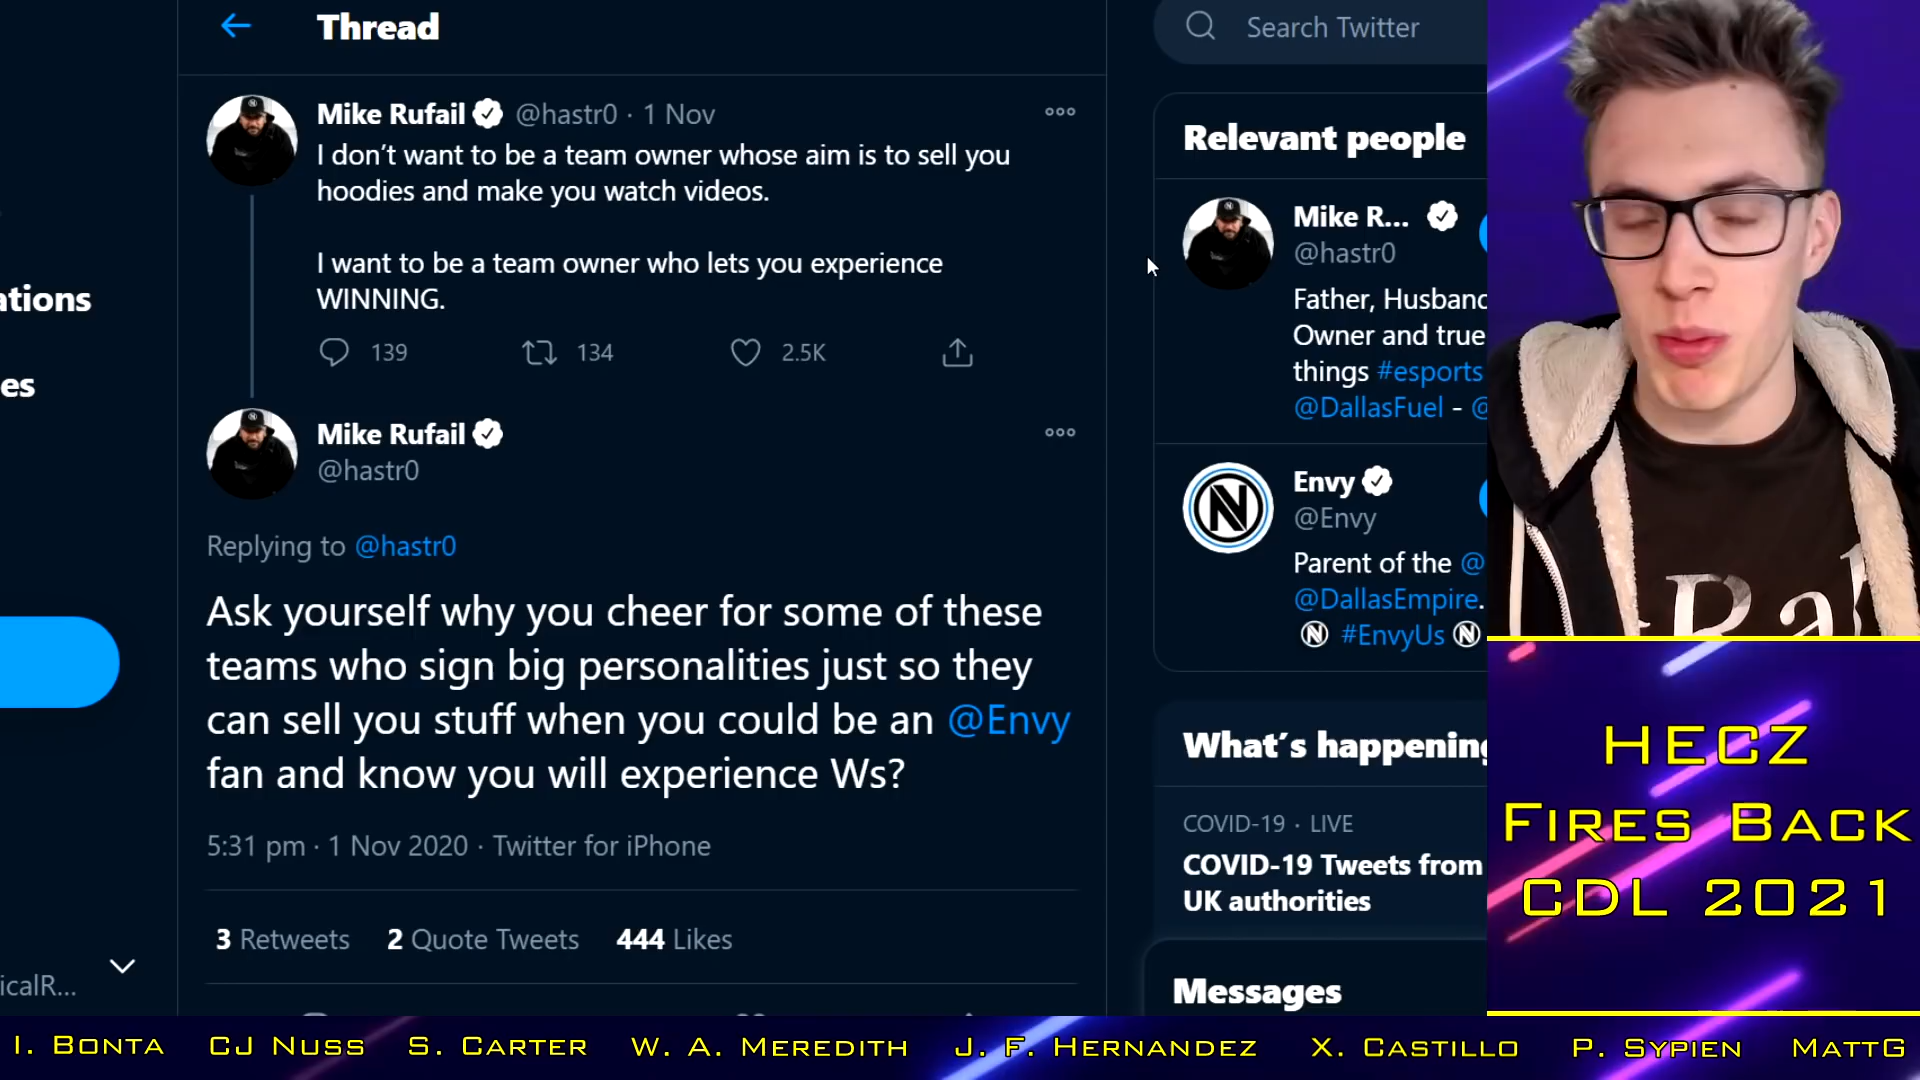 Thread
Search Twitter
Mike Rufail @hastr0 · 1 Nov
I don't want to be a team owner whose aim is to sell you
hoodies and make you watch videos.
I want to be a team owner who lets you experience
WINNING.
139 134 2.5K
Mike Rufail
@hastr0
Replying to @hastr0
Ask yourself why you cheer for some of these
teams who sign big personalities just so they
can sell you stuff when you could be an @Envy
fan and know you will experience Ws?
5:31 pm · 1 Nov 2020 · Twitter for iPhone
3 Retweets 2 Quote Tweets 444 Likes
ations
es
icalR...
Relevant people
Mike R...
@hastr0
Father, Husband
Owner and true
things #esports
@DallasFuel - @
N
Envy
@Envy
Parent of the @
@DallasEmpire.
N #EnvyUs N
What's happening
COVID-19 · LIVE
COVID-19 Tweets from
UK authorities
Messages
HECZ
FIRES BACK
CDL 2021
I. BONTA CJ NUSS S. CARTER W. A. MEREDITH J. F. HERNANDEZ X. CASTILLO P. SYPIEN MATTG